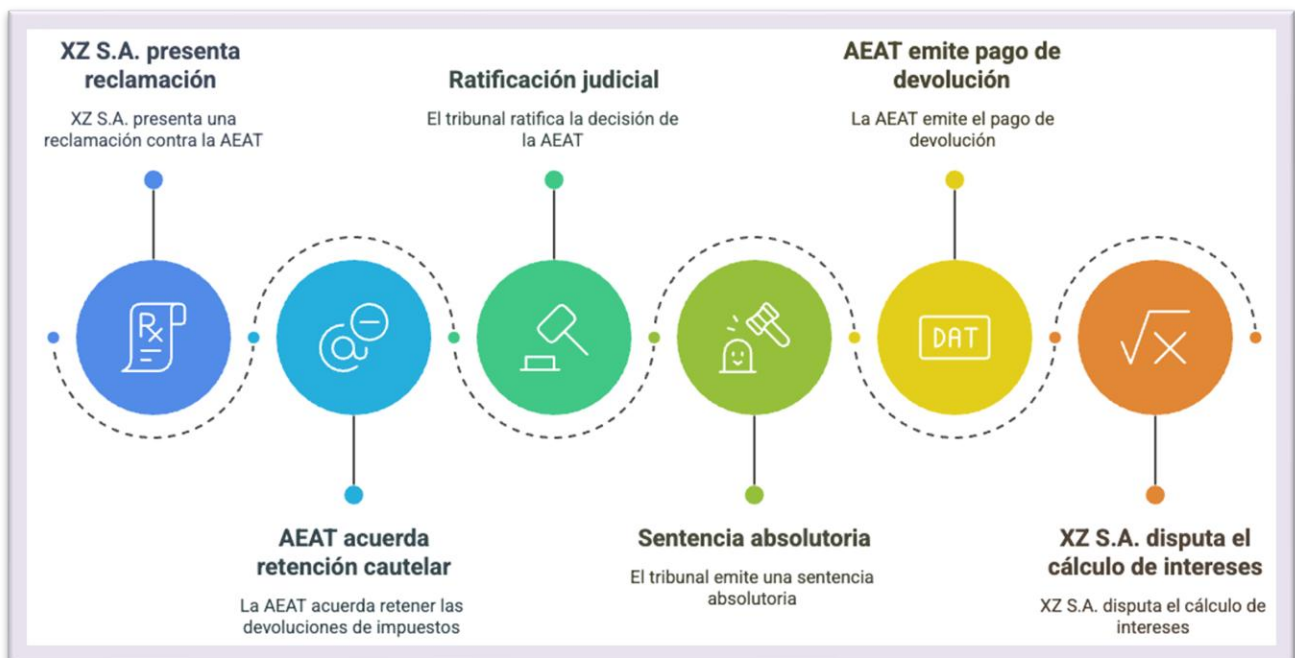 XZ S.A. presenta
reclamación
XZ S.A. presenta una
reclamación contra la AEAT
Rx
@
AEAT acuerda
retención cautelar
La AEAT acuerda retener las
devoluciones de impuestos
Ratificación judicial
El tribunal ratifica la decisión de
la AEAT
Sentencia absolutoria
El tribunal emite una sentencia
absolutoria
AEAT emite pago de
devolución
La AEAT emite el pago de
devolución
DAT
√x
XZ S.A. disputa el
cálculo de intereses
XZ S.A. disputa el cálculo de
intereses